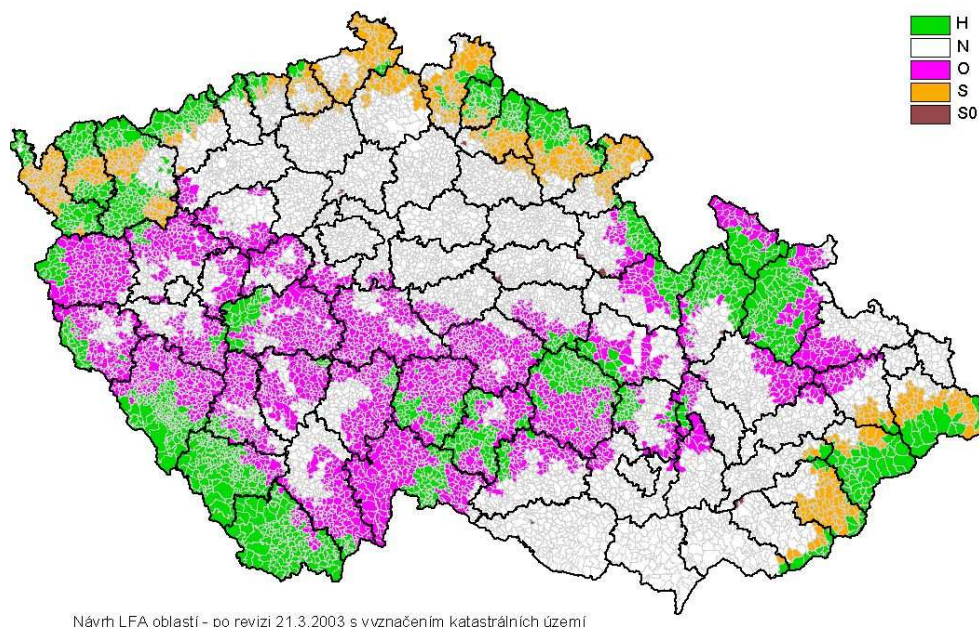 H
N
O
S
S0
Návrh LFA oblastí - po revizi 21.3.2003 s vyznačením katastrálních území